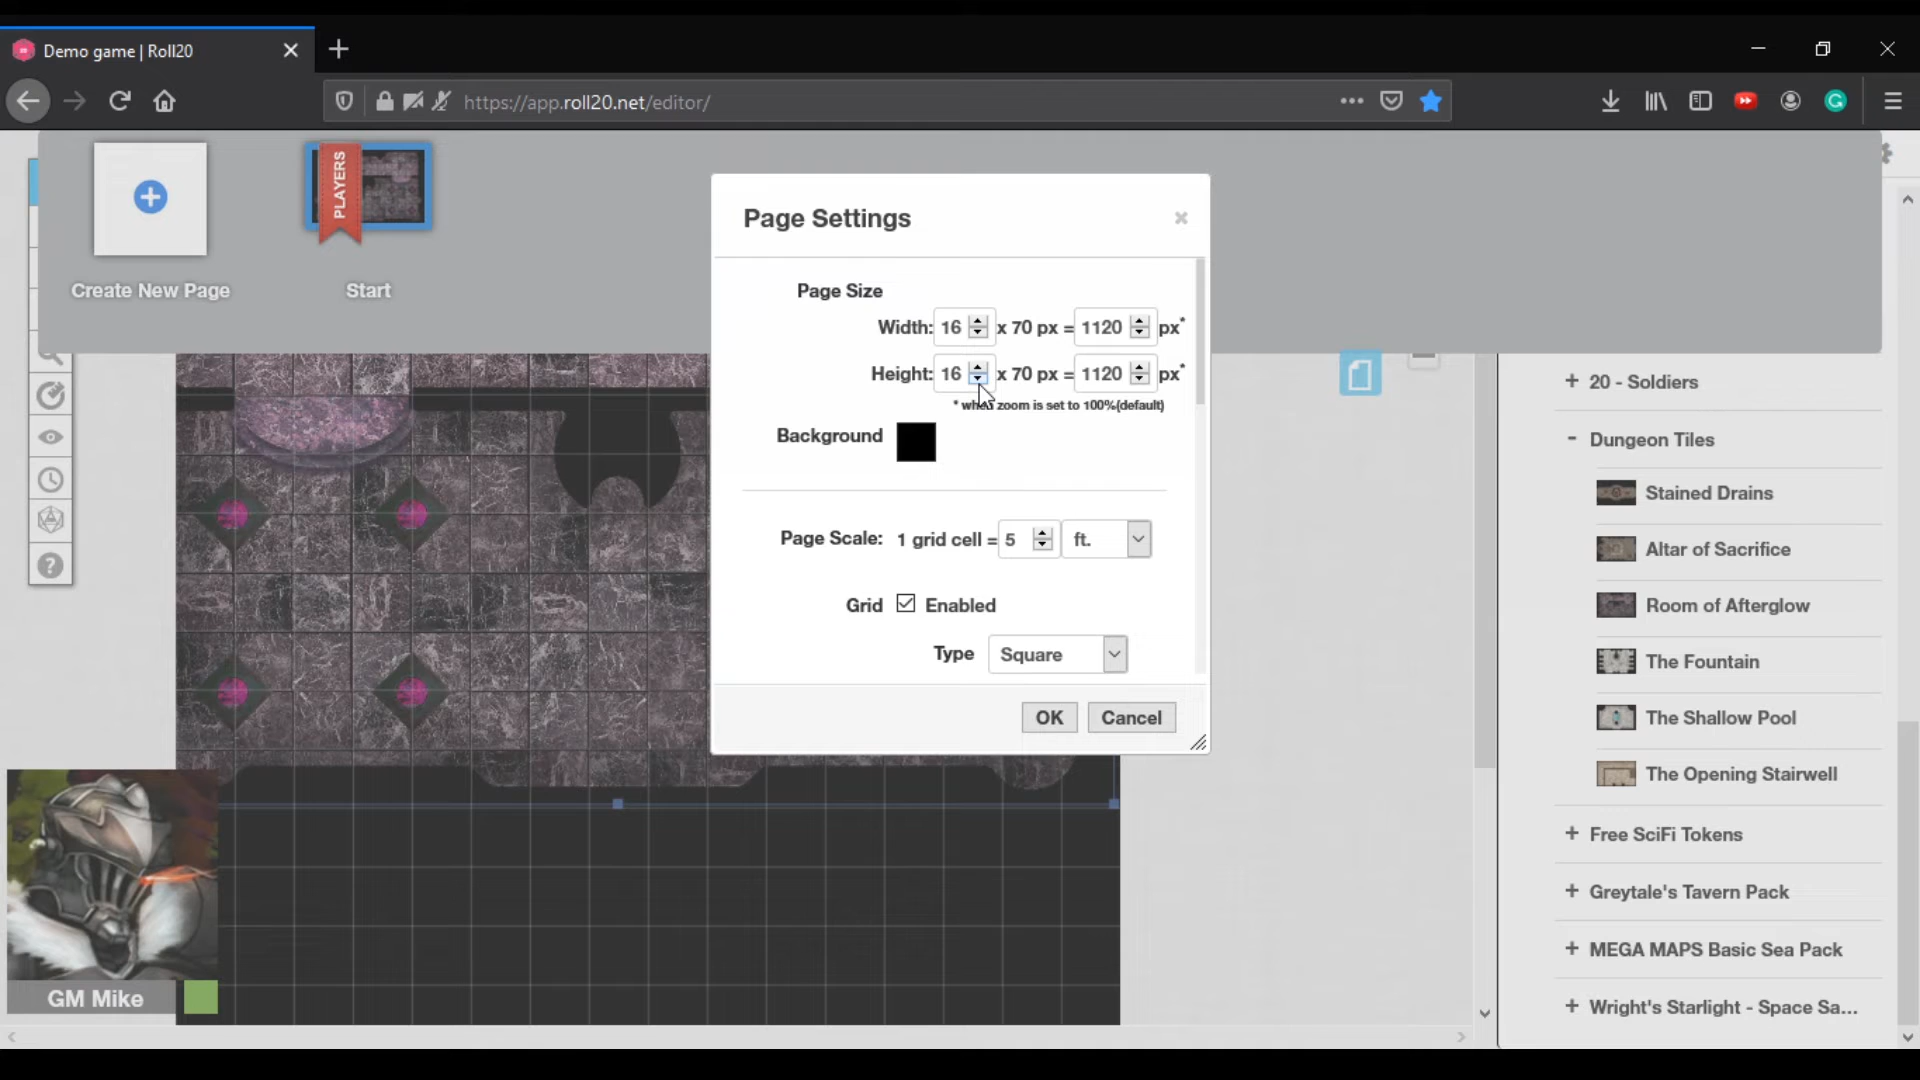 Demo game | Roll20
https://app.roll20.net/editor/
PLAYERS
Create New Page
Start
Page Settings
Page Size
Width: 16 x 70 px = 1120 px*
Height: 16 x 70 px = 1120 px*
* when zoom is set to 100%(default)
Background
Page Scale: 1 grid cell = 5 ft.
Grid Enabled
Type Square
OK Cancel
+ 20 - Soldiers
- Dungeon Tiles
Stained Drains
Altar of Sacrifice
Room of Afterglow
The Fountain
The Shallow Pool
The Opening Stairwell
+ Free SciFi Tokens
+ Greytale's Tavern Pack
+ MEGA MAPS Basic Sea Pack
+ Wright's Starlight - Space Sa...
GM Mike